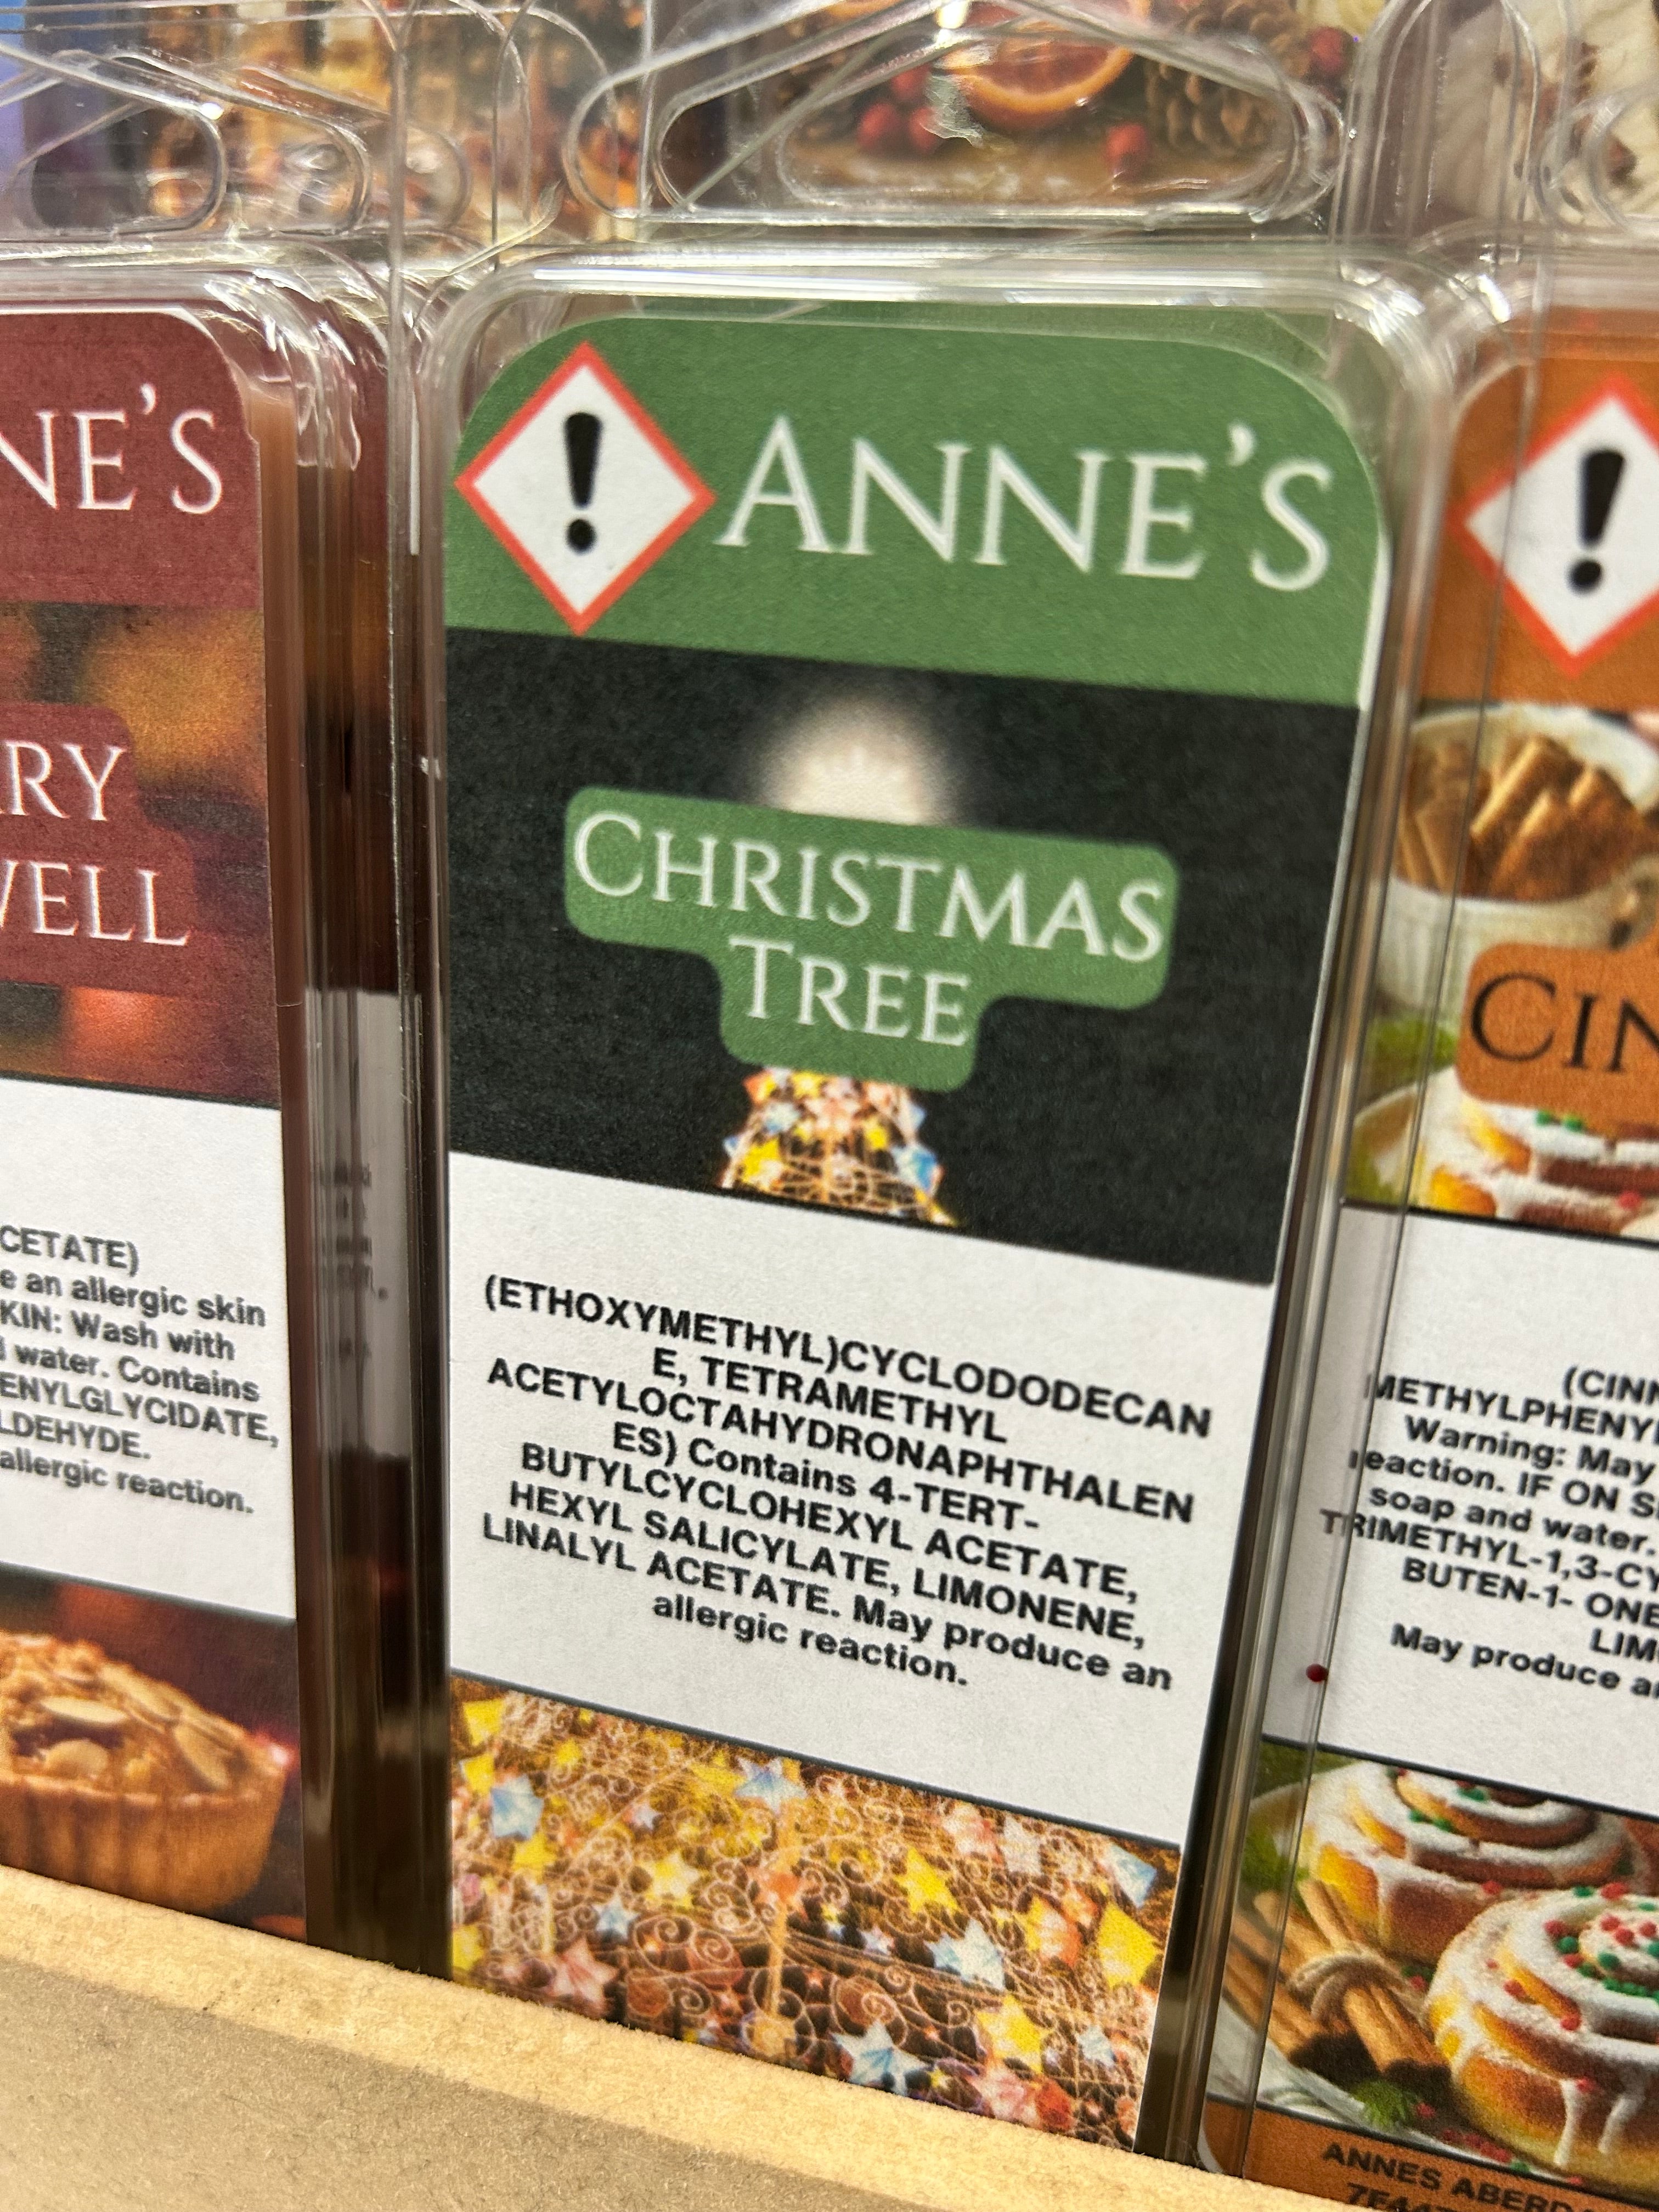 NE'S
RY
WELL
CETATE)
e an allergic skin
KIN: Wash with
water. Contains
ENYLGLYCIDATE,
LDEHYDE.
allergic reaction.
ANNE'S
CHRISTMAS
TREE
(ETHOXYMETHYL)CYCLODODECAN
E, TETRAMETHYL
ACETYLOCTAHYDRONAPHTHALEN
ES) Contains 4-TERT-
BUTYLCYCLOHEXYL ACETATE,
HEXYL SALICYLATE, LIMONENE,
LINALYL ACETATE. May produce an
allergic reaction.
CIN
(CINN
METHYLPHENY
Warning: May
reaction. IF ON S
soap and water.
TRIMETHYL-1,3-CY
BUTEN-1- ONE
LIM
May produce a
ANNES ABERD